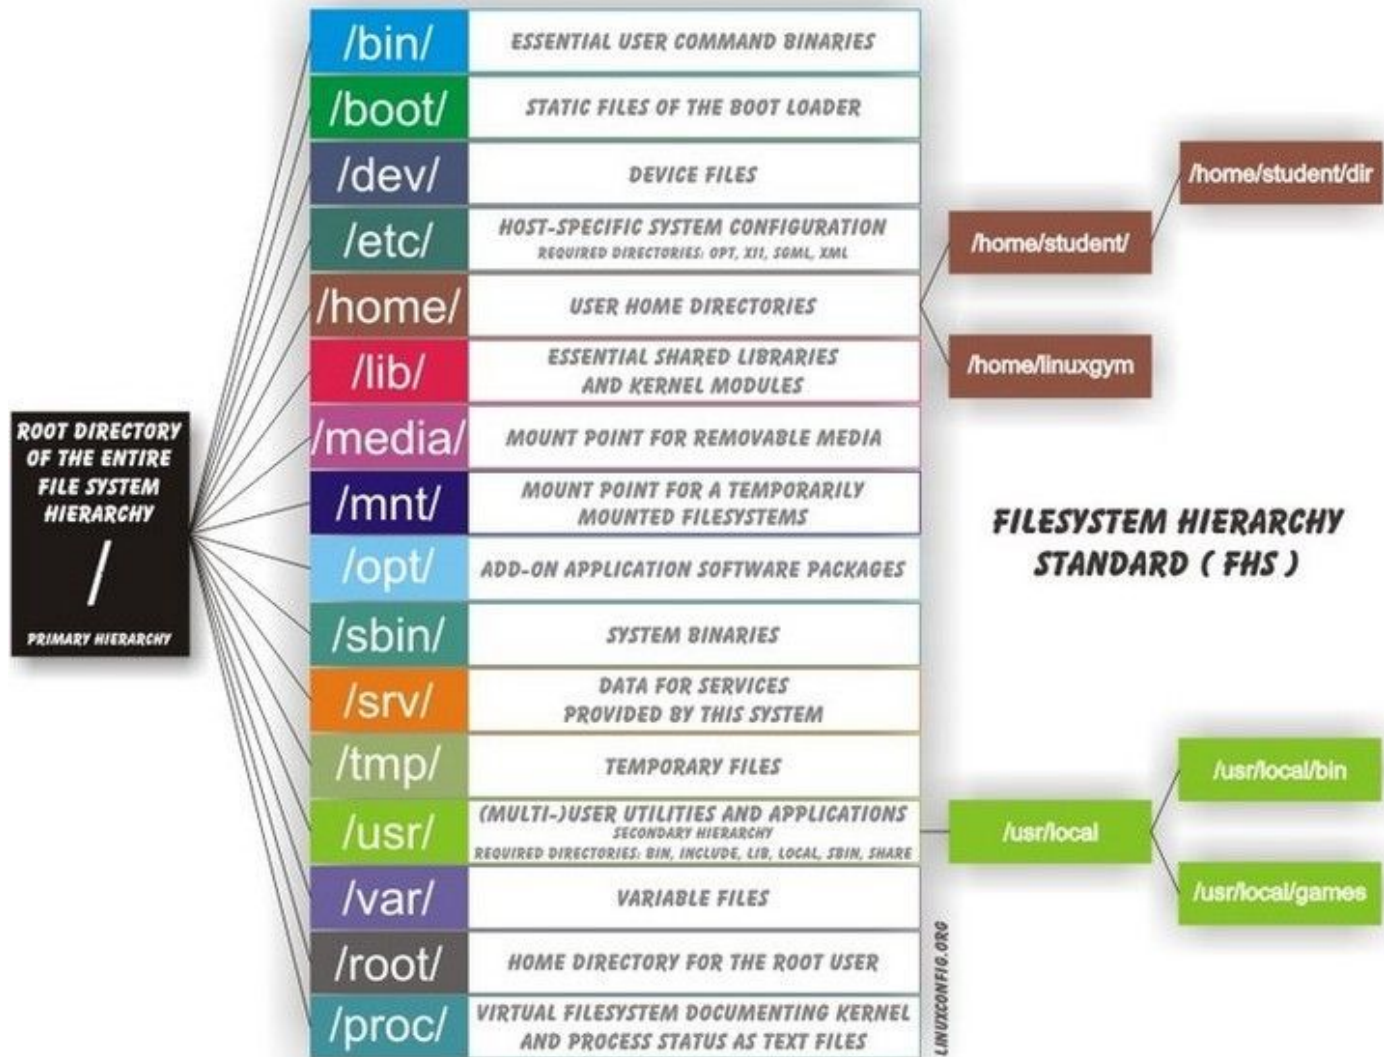 /bin/
ESSENTIAL USER COMMAND BINARIES
/boot/
STATIC FILES OF THE BOOT LOADER
/dev/
DEVICE FILES
/etc/
HOST-SPECIFIC SYSTEM CONFIGURATION
REQUIRED DIRECTORIES: OPT, X11, SGML, XML
/home/
USER HOME DIRECTORIES
/home/student/
/home/student/dir
/home/linuxgym
/lib/
ESSENTIAL SHARED LIBRARIES
AND KERNEL MODULES
/media/
MOUNT POINT FOR REMOVABLE MEDIA
/mnt/
MOUNT POINT FOR A TEMPORARILY
MOUNTED FILESYSTEMS
/opt/
ADD-ON APPLICATION SOFTWARE PACKAGES
/sbin/
SYSTEM BINARIES
/srv/
DATA FOR SERVICES
PROVIDED BY THIS SYSTEM
/tmp/
TEMPORARY FILES
/usr/
(MULTI-)USER UTILITIES AND APPLICATIONS
SECONDARY HIERARCHY
REQUIRED DIRECTORIES: BIN, INCLUDE, LIB, LOCAL, SBIN, SHARE
/usr/local
/usr/local/bin
/usr/local/games
/var/
VARIABLE FILES
/root/
HOME DIRECTORY FOR THE ROOT USER
/proc/
VIRTUAL FILESYSTEM DOCUMENTING KERNEL
AND PROCESS STATUS AS TEXT FILES
ROOT DIRECTORY
OF THE ENTIRE
FILE SYSTEM
HIERARCHY
/
PRIMARY HIERARCHY
FILESYSTEM HIERARCHY
STANDARD ( FHS )
LINUXCONFIG.ORG